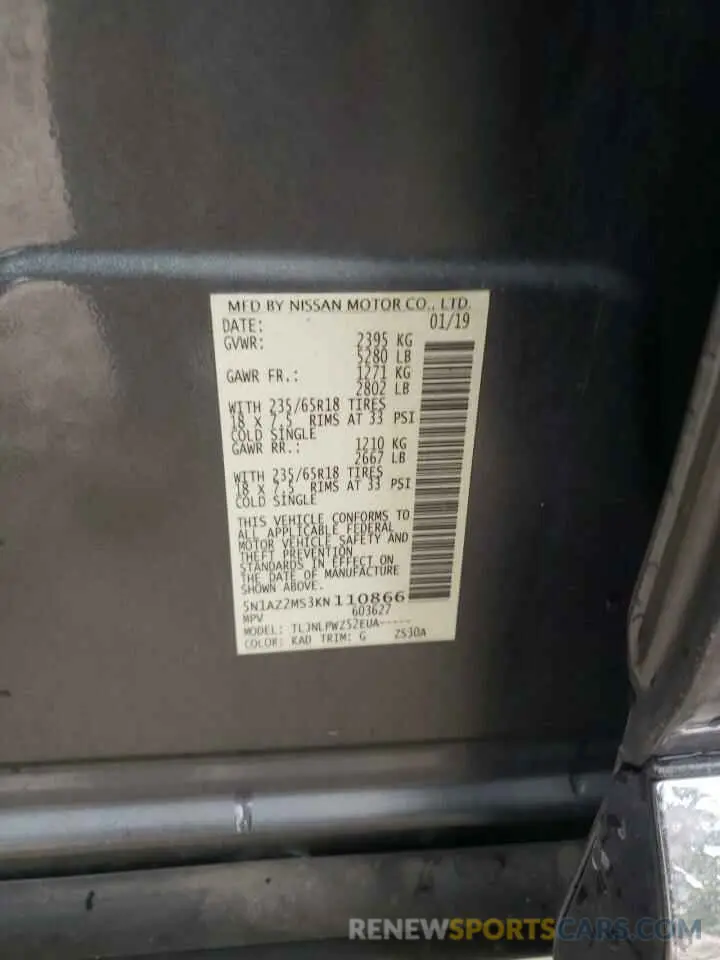 MFD BY NISSAN MOTOR CO., LTD.
DATE: 01/19
GVWR: 2395 KG
5280 LB
GAWR FR.: 1271 KG
2802 LB
WITH 235/65R18 TIRES
18 X 7.5 RIMS AT 33 PSI
COLD SINGLE
GAWR RR.: 1210 KG
2667 LB
WITH 235/65R18 TIRES
18 X 7.5 RIMS AT 33 PSI
COLD SINGLE
THIS VEHICLE CONFORMS TO
ALL APPLICABLE FEDERAL
MOTOR VEHICLE SAFETY AND
THEFT PREVENTION
STANDARDS IN EFFECT ON
THE DATE OF MANUFACTURE
SHOWN ABOVE.
5N1AZ2MS3KN110866
MPV 603627
MODEL: TLJNLPWZ52EUA-----
COLOR: KAD TRIM: G ZS30A
RENEWSPORTSCARS.COM